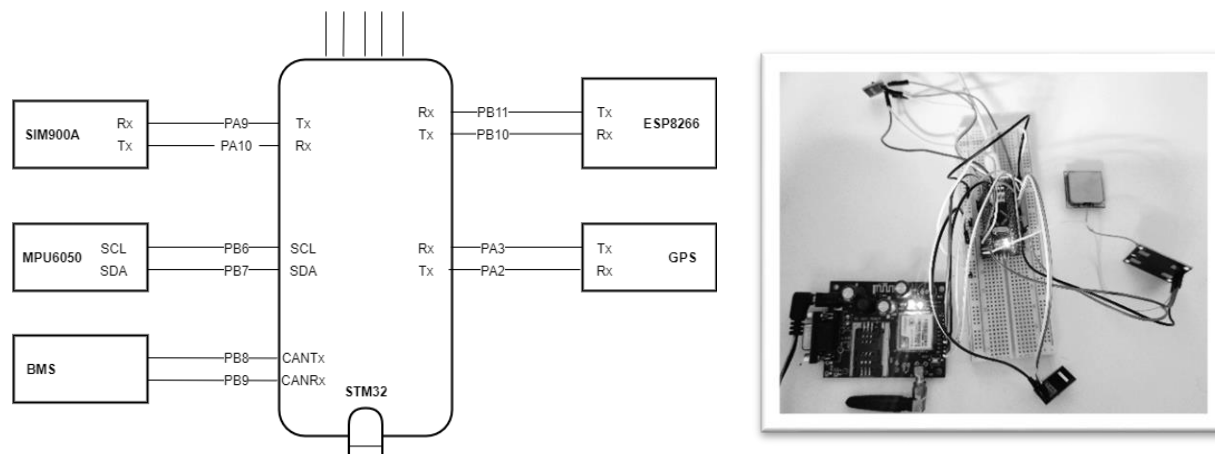 SIM900A
Rx
Tx
PA9
PA10
Tx
Rx
MPU6050
SCL
SDA
PB6
PB7
SCL
SDA
BMS
PB8
PB9
CANTx
CANRx
STM32
Rx
Tx
PB11
PB10
Tx
Rx
ESP8266
Rx
Tx
PA3
PA2
Tx
Rx
GPS